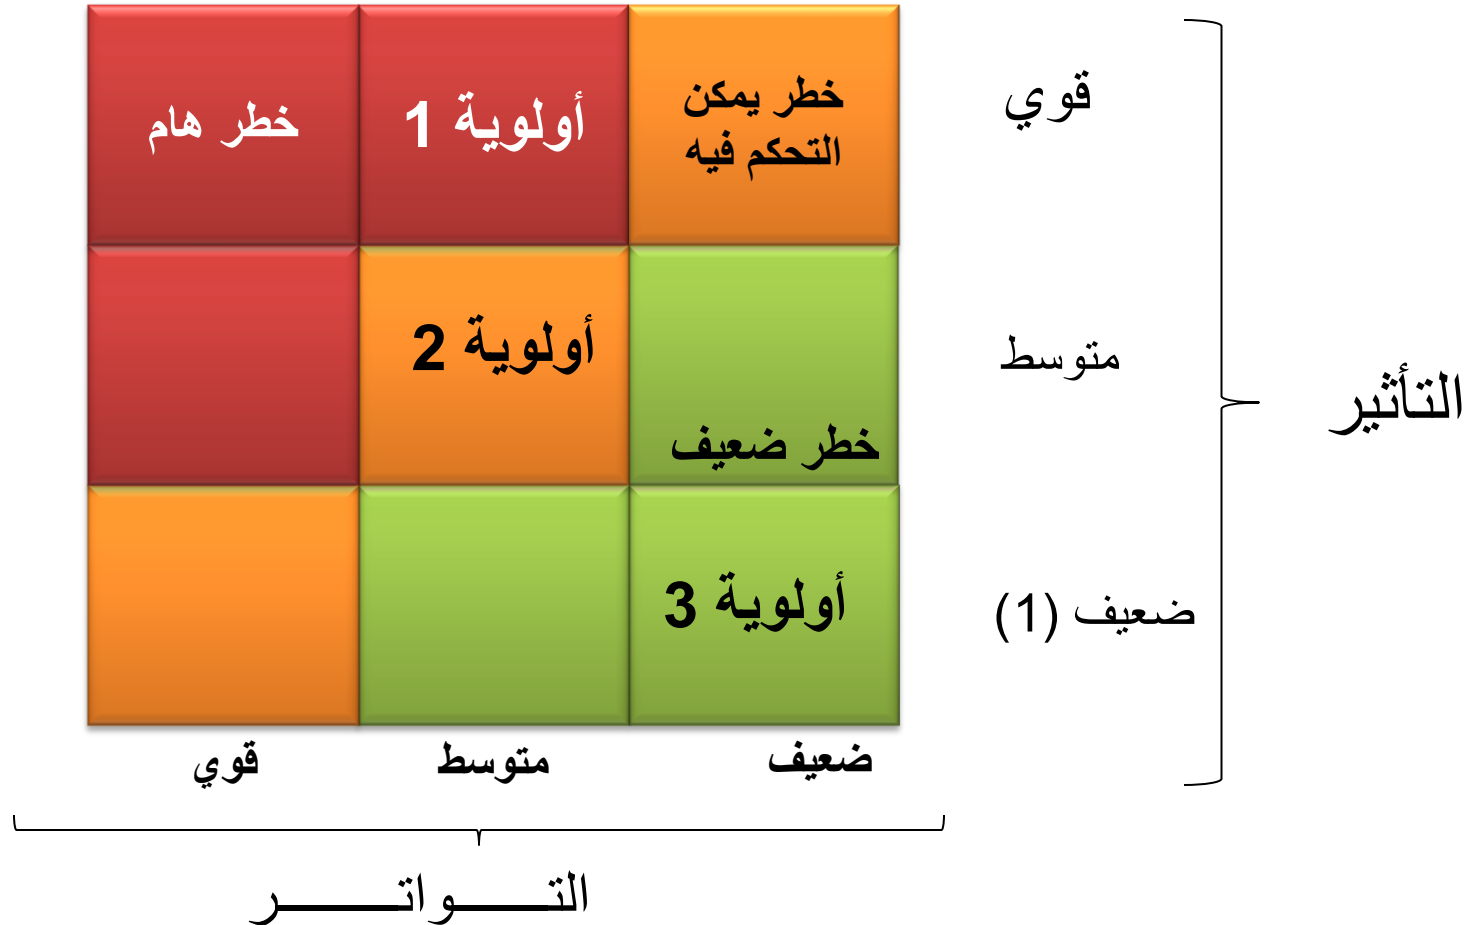 قوي
خطر يمكن
التحكم فيه
أولوية 1
خطر هام
متوسط
أولوية 2
التأثير
خطر ضعيف
ضعيف (1)
أولوية 3
ضعيف
متوسط
قوي
التـــــــواتـــــــــر